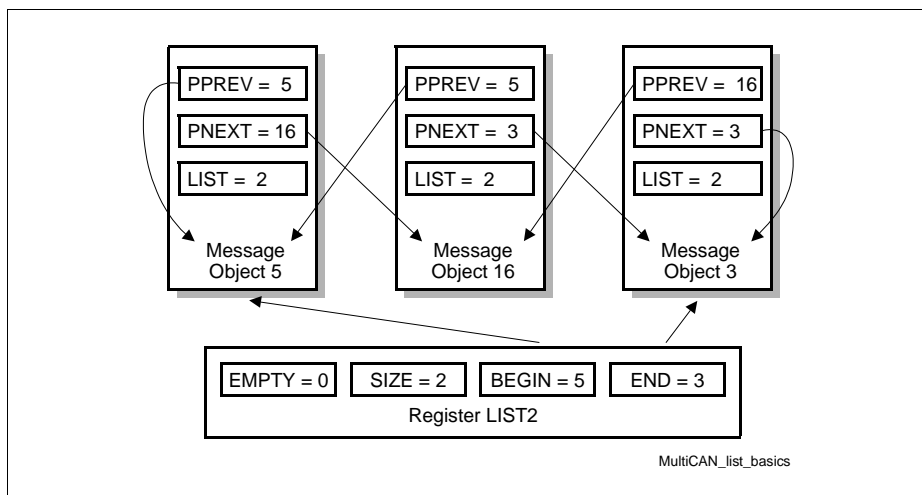 PPREV = 5
PNEXT = 16
LIST = 2
Message
Object 5
PPREV = 5
PNEXT = 3
LIST = 2
Message
Object 16
PPREV = 16
PNEXT = 3
LIST = 2
Message
Object 3
EMPTY = 0
SIZE = 2
BEGIN = 5
END = 3
Register LIST2
MultiCAN_list_basics